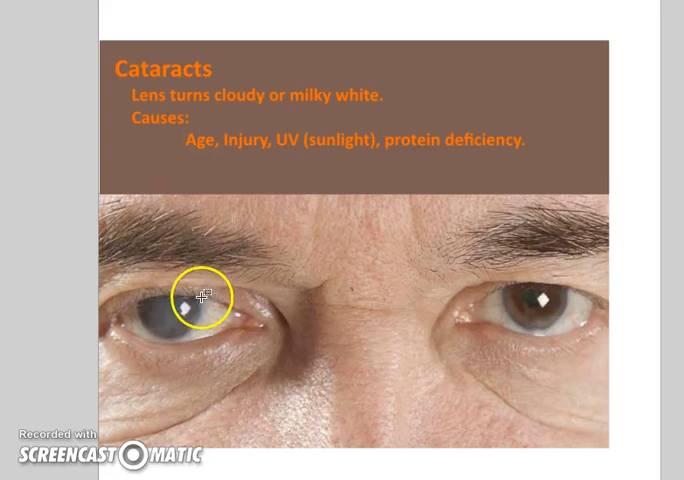 Cataracts
Lens turns cloudy or milky white.
Causes:
Age, Injury, UV (sunlight), protein deficiency.
Recorded with
SCREENCAST-O-MATIC